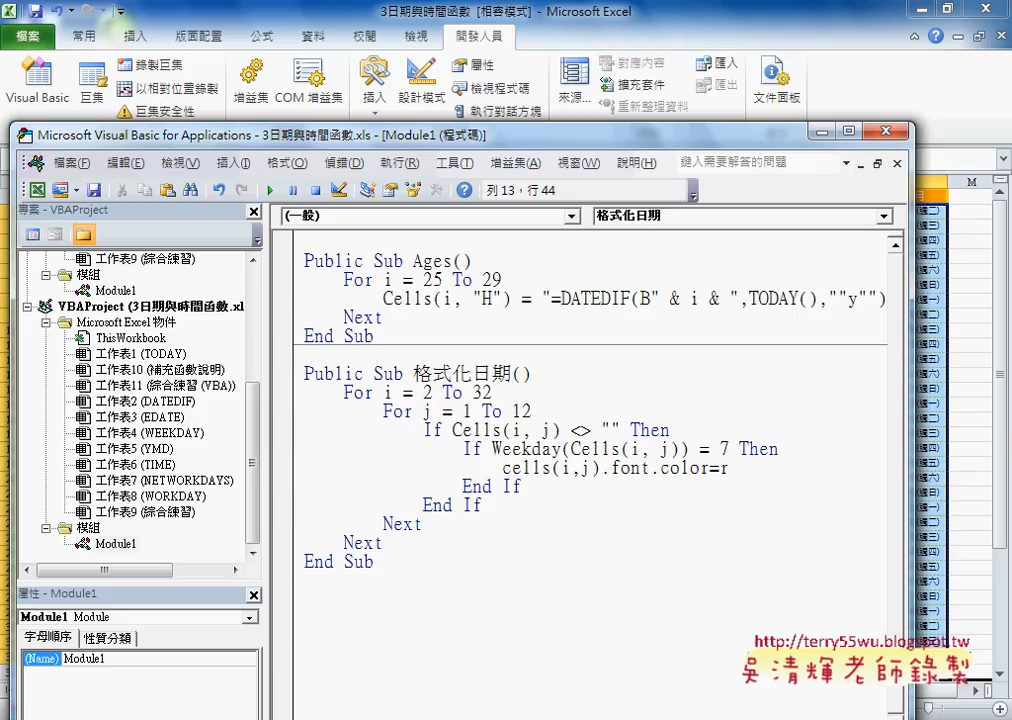 3日期與時間函數 [相容模式] - Microsoft Excel
檔案 常用 插入 版面配置 公式 資料 校閱 檢視 開發人員
Visual Basic 巨集 錄製巨集 以相對位置錄製 巨集安全性 增益集 COM 增益集 插入 設計模式 屬性 檢視程式碼 執行對話方塊 來源... 對應內容 擴充套件 重新整理資料 匯入 匯出 文件面板
Microsoft Visual Basic for Applications - 3日期與時間函數.xls - [Module1 (程式碼)]
檔案(F) 編輯(E) 檢視(V) 插入(I) 格式(O) 偵錯(D) 執行(R) 工具(T) 增益集(A) 視窗(W) 說明(H) 鍵入需要解答的問題
列 13，行 44
專案 - VBAProject
工作表9 (綜合練習)
模組
Module1
VBAProject (3日期與時間函數.xl
Microsoft Excel 物件
ThisWorkbook
工作表1 (TODAY)
工作表10 (補充函數說明)
工作表11 (綜合練習 (VBA))
工作表2 (DATEDIF)
工作表3 (EDATE)
工作表4 (WEEKDAY)
工作表5 (YMD)
工作表6 (TIME)
工作表7 (NETWORKDAYS)
工作表8 (WORKDAY)
工作表9 (綜合練習)
模組
Module1
屬性 - Module1
Module1 Module
字母順序 性質分類
(Name) Module1
(一般) 格式化日期
Public Sub Ages()
For i = 25 To 29
Cells(i, "H") = "=DATEDIF(B" & i & ",TODAY(),""y"")
Next
End Sub
Public Sub 格式化日期()
For i = 2 To 32
For j = 1 To 12
If Cells(i, j) <> "" Then
If Weekday(Cells(i, j)) = 7 Then
cells(i,j).font.color=r
End If
End If
Next
Next
End Sub
M
http://terry55wu.blogspot.tw
吳清輝老師錄製